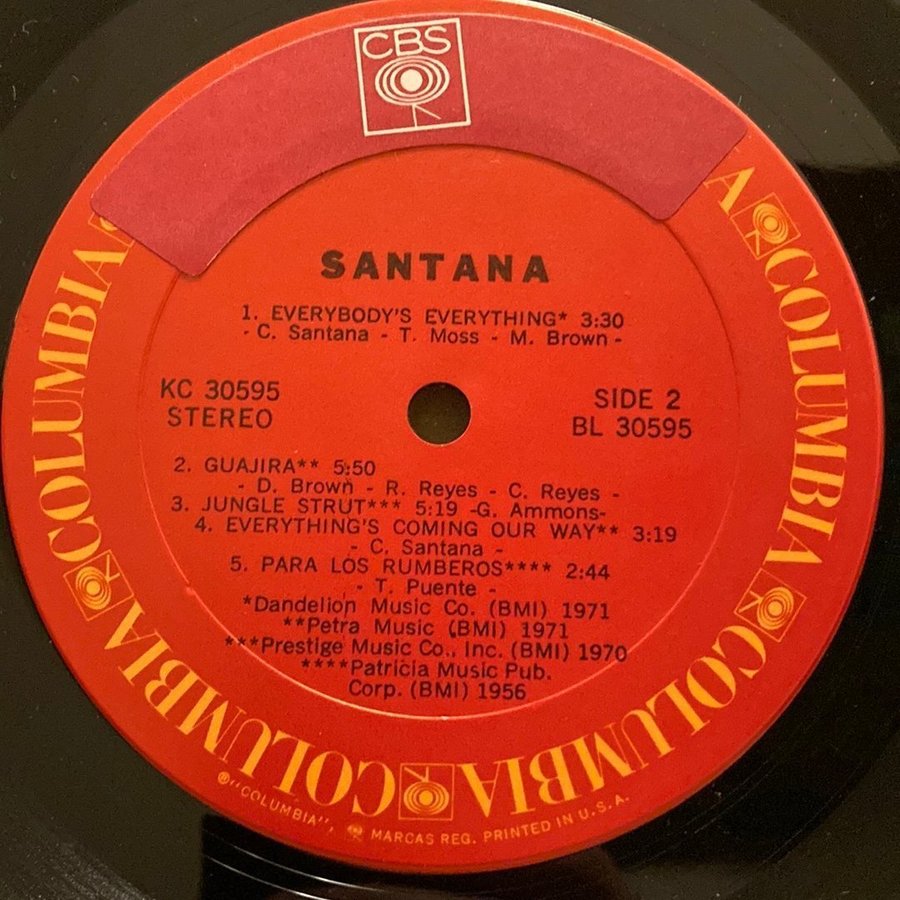 CBS
SANTANA
1. EVERYBODY'S EVERYTHING* 3:30
- C. Santana - T. Moss - M. Brown -
KC 30595
STEREO
SIDE 2
BL 30595
2. GUAJIRA** 5:50
- D. Brown - R. Reyes - C. Reyes -
3. JUNGLE STRUT*** 5:19 -G. Ammons-
4. EVERYTHING'S COMING OUR WAY** 3:19
- C. Santana -
5. PARA LOS RUMBEROS**** 2:44
- T. Puente -
*Dandelion Music Co. (BMI) 1971
**Petra Music (BMI) 1971
***Prestige Music Co., Inc. (BMI) 1970
****Patricia Music Pub.
Corp. (BMI) 1956
A COLUMBIA COLUMBIA COLUMBIA COLUMBIA COLUMBIA
®"COLUMBIA", MARCAS REG. PRINTED IN U.S.A.